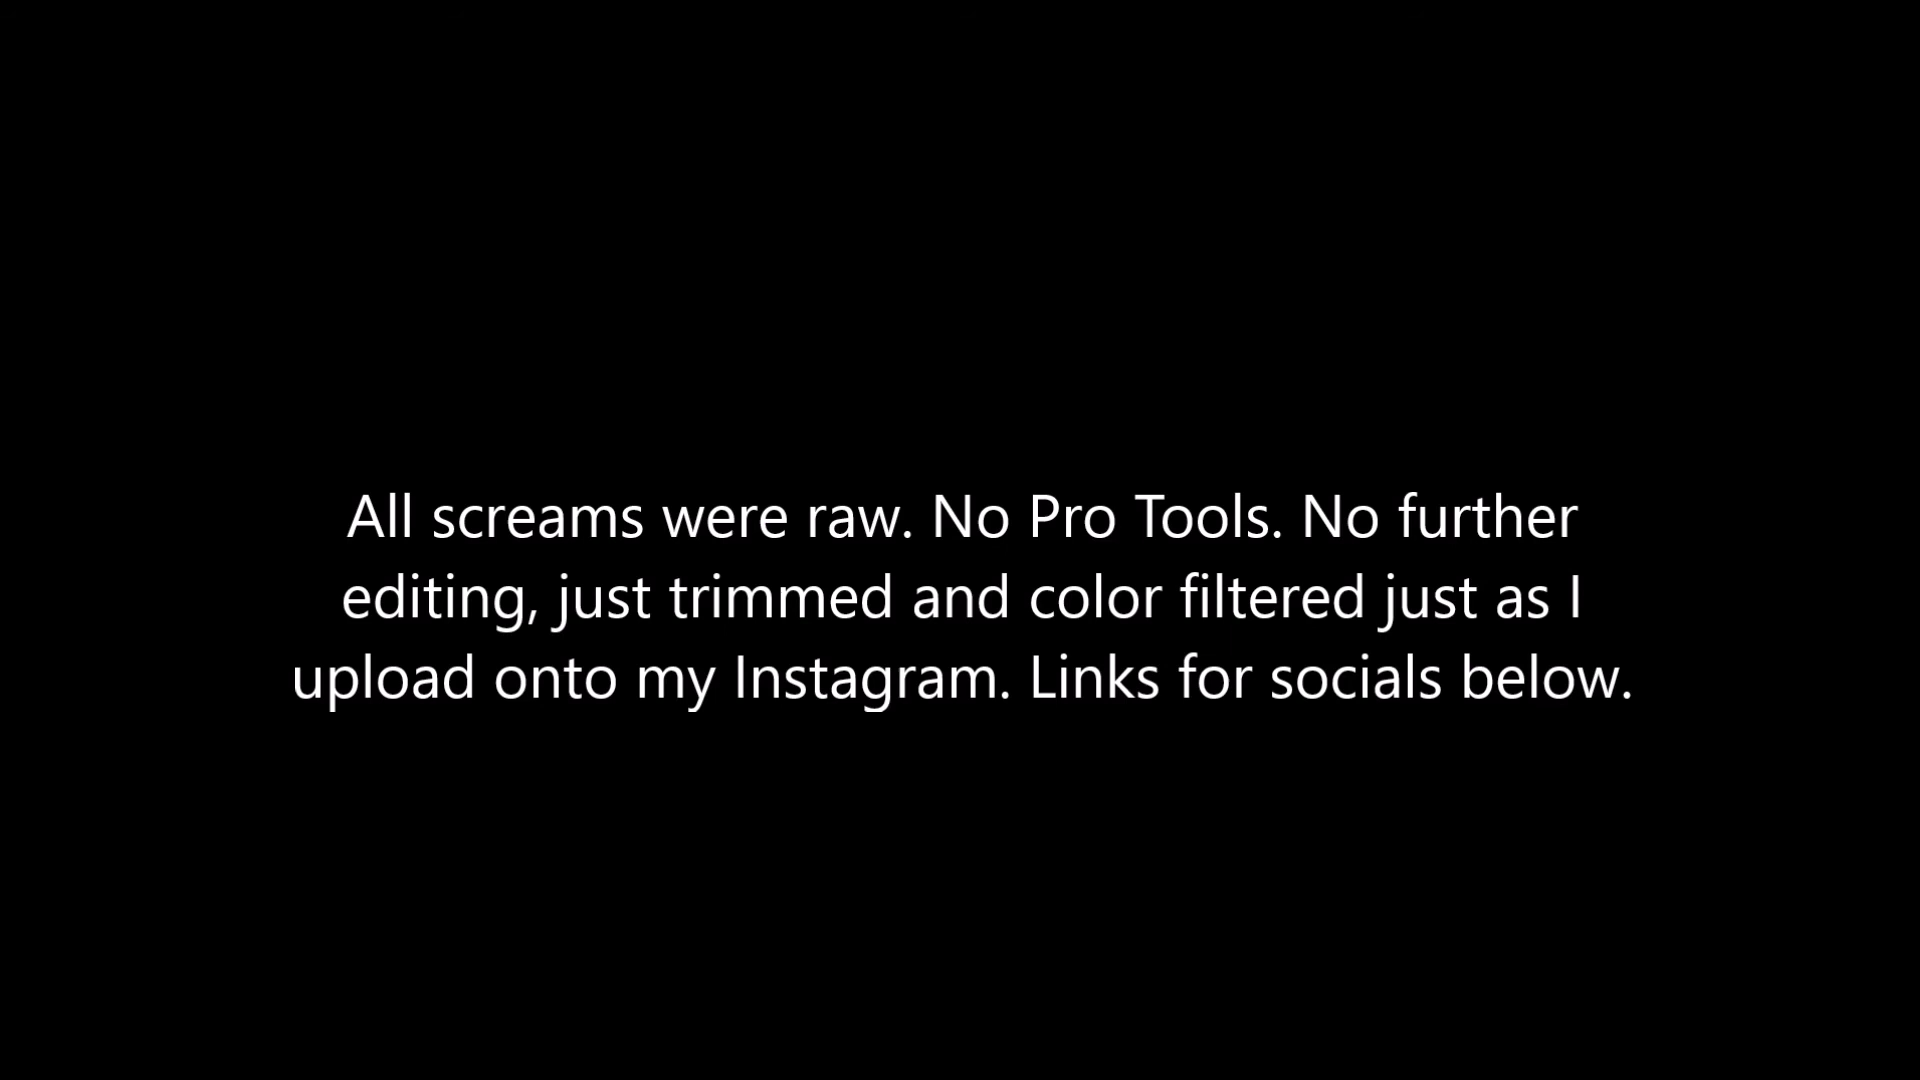 All screams were raw. No Pro Tools. No further
editing, just trimmed and color filtered just as I
upload onto my Instagram. Links for socials below.